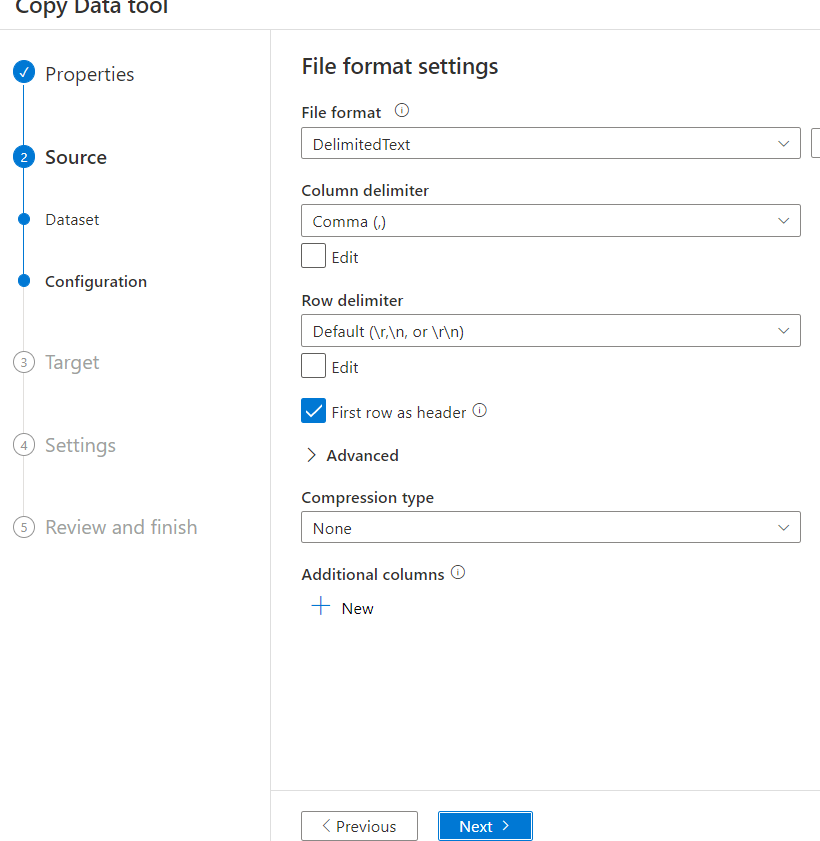 Copy Data tool
Properties
2 Source
Dataset
Configuration
3 Target
4 Settings
5 Review and finish
File format settings
File format
DelimitedText
Column delimiter
Comma (,)
Edit
Row delimiter
Default (\r,\n, or \r\n)
Edit
First row as header
Advanced
Compression type
None
Additional columns
New
Previous
Next